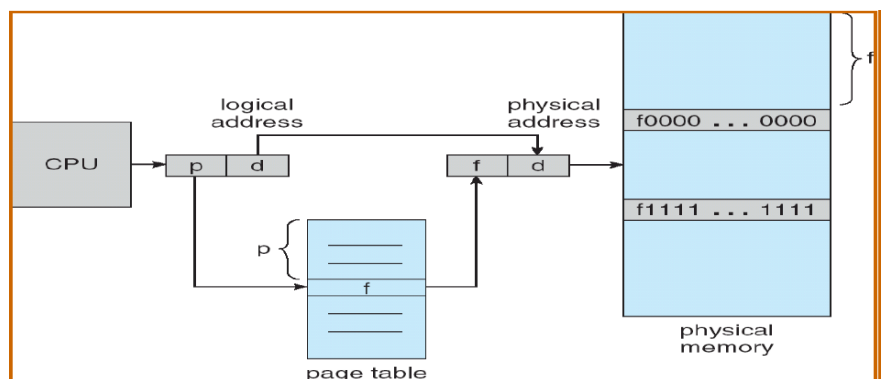 logical
address
physical
address
f
f0000 ... 0000
CPU
p
d
f
d
f1111 ... 1111
p
f
physical
memory
page table